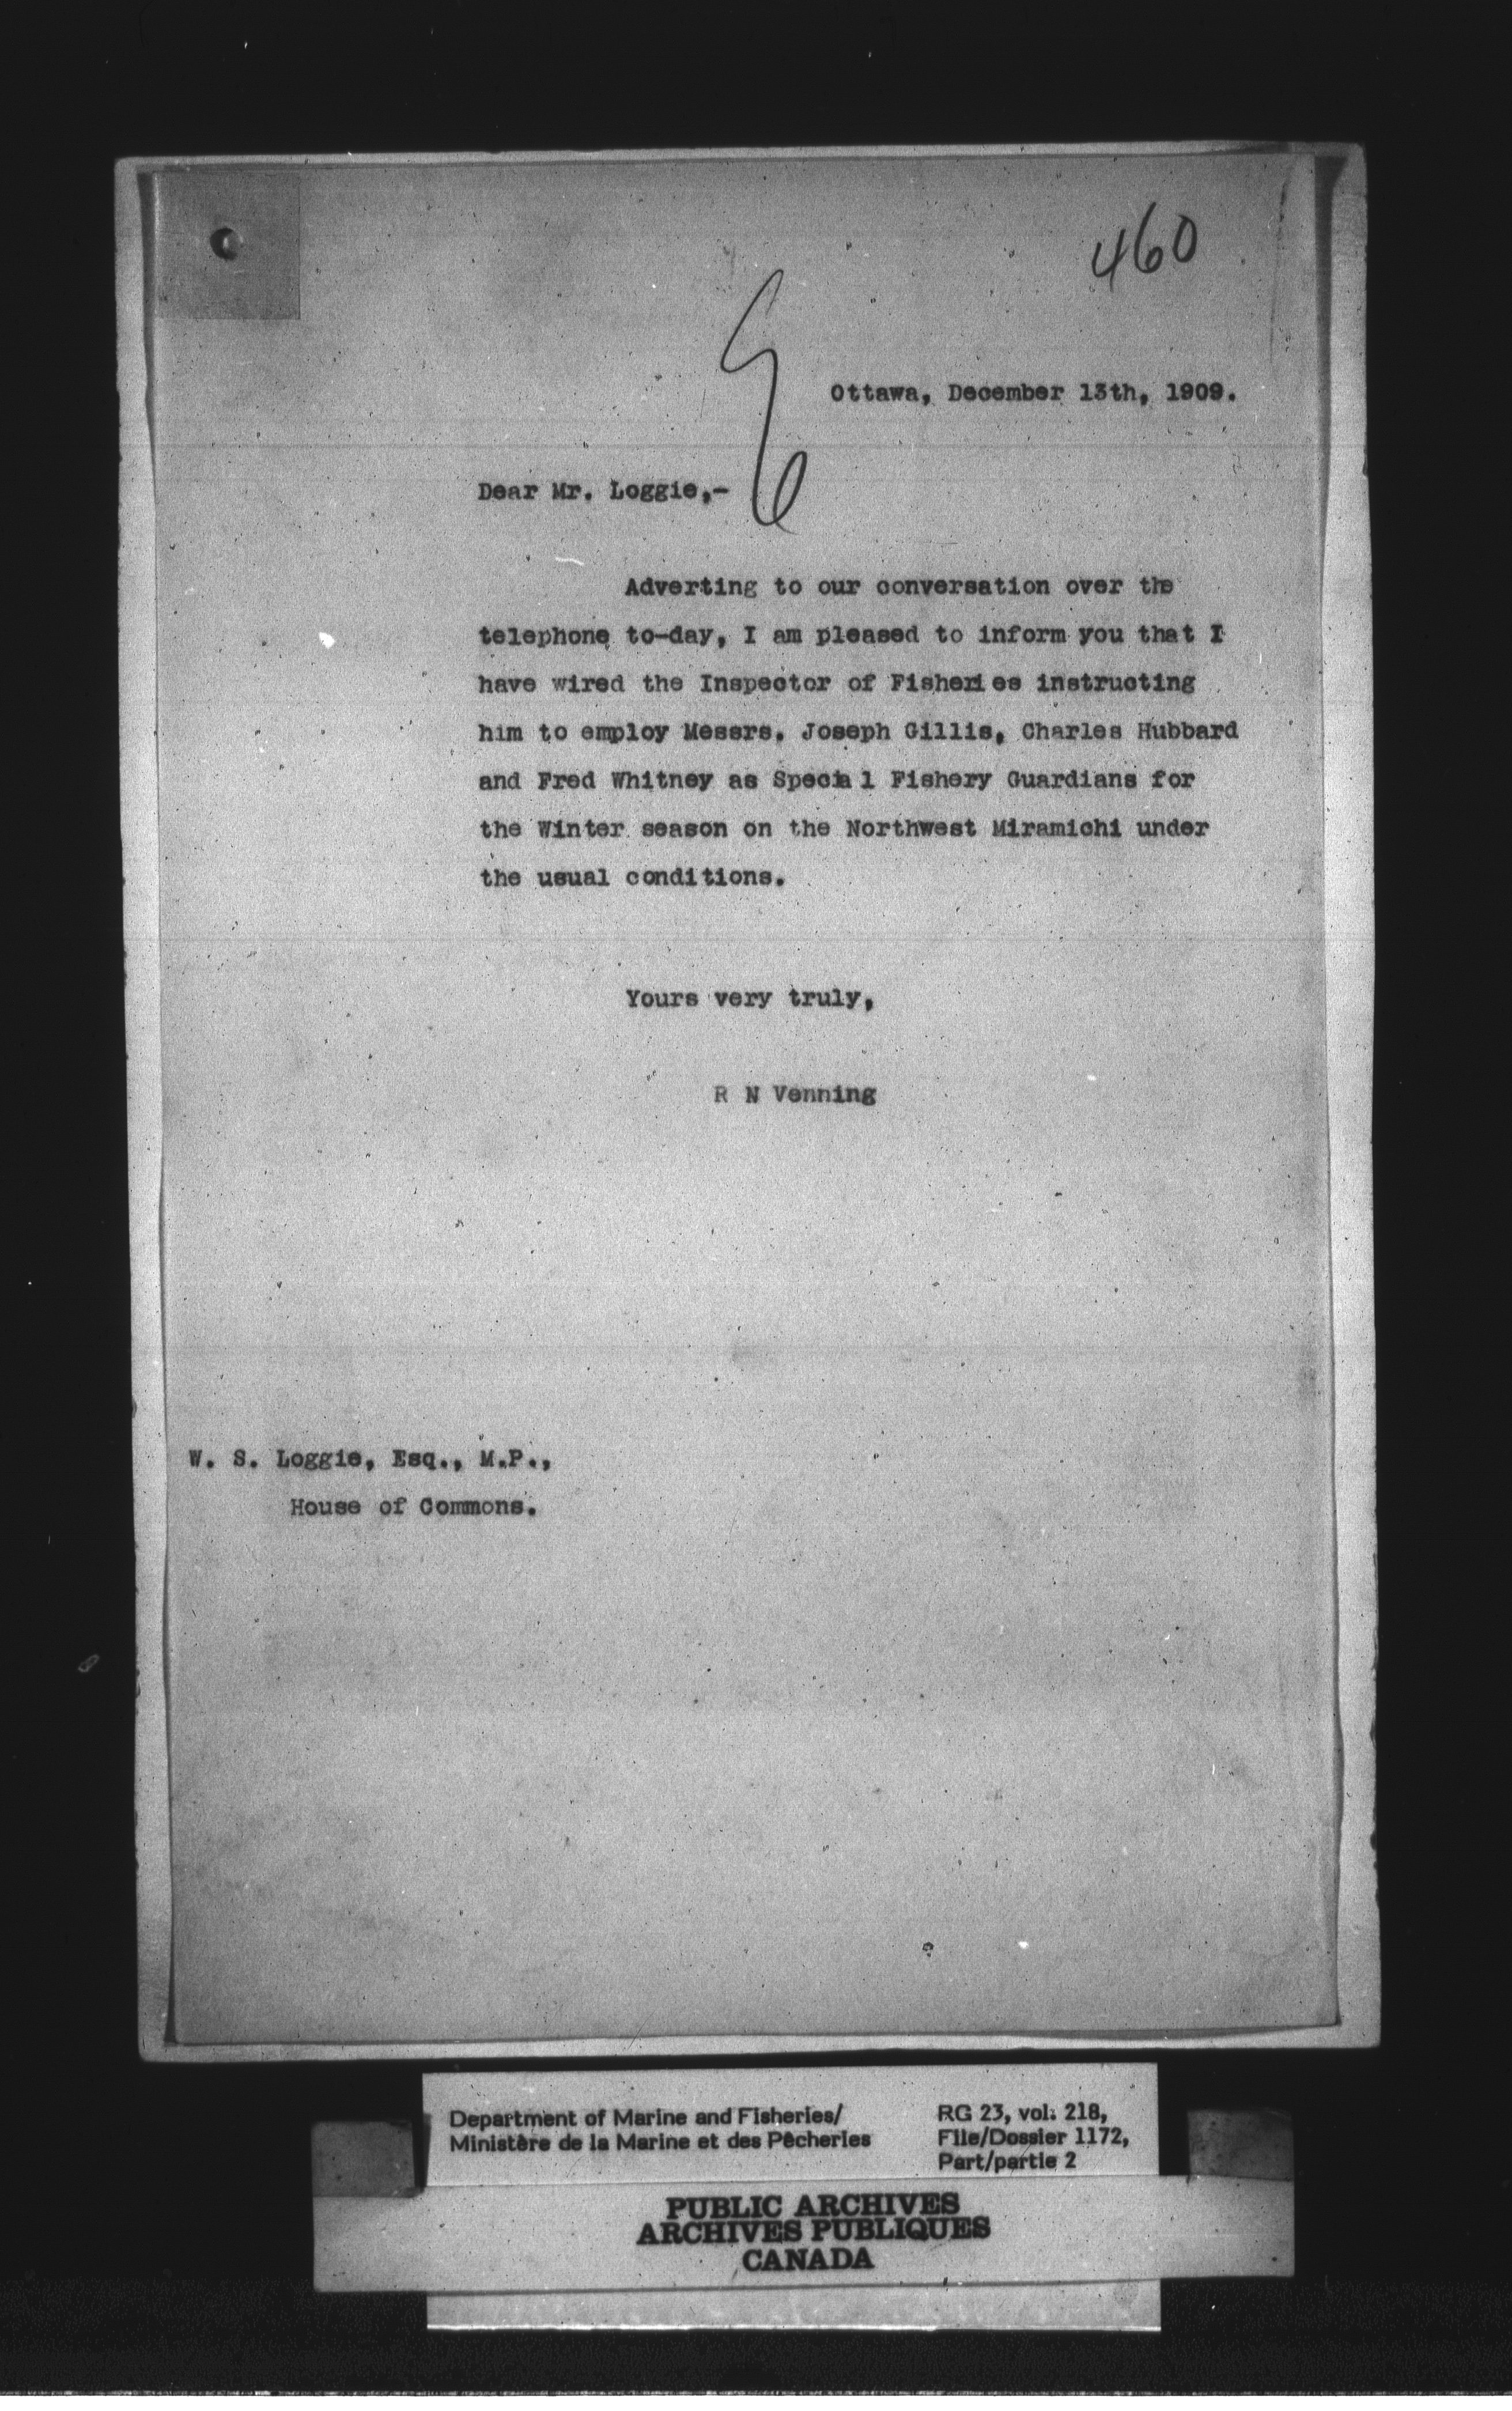 460
Ottawa, December 13th, 1909.
Dear Mr. Loggie,-
Adverting to our conversation over the
telephone to-day, I am pleased to inform you that I
have wired the Inspector of Fisheries instructing
him to employ Messrs. Joseph Gillis, Charles Hubbard
and Fred Whitney as Special Fishery Guardians for
the Winter season on the Northwest Miramichi under
the usual conditions.
Yours very truly,
R N Venning
W. S. Loggie, Esq., M.P.,
House of Commons.
Department of Marine and Fisheries/
Ministère de la Marine et des Pêcheries
RG 23, vol. 218,
File/Dossier 1172,
Part/partie 2
PUBLIC ARCHIVES
ARCHIVES PUBLIQUES
CANADA